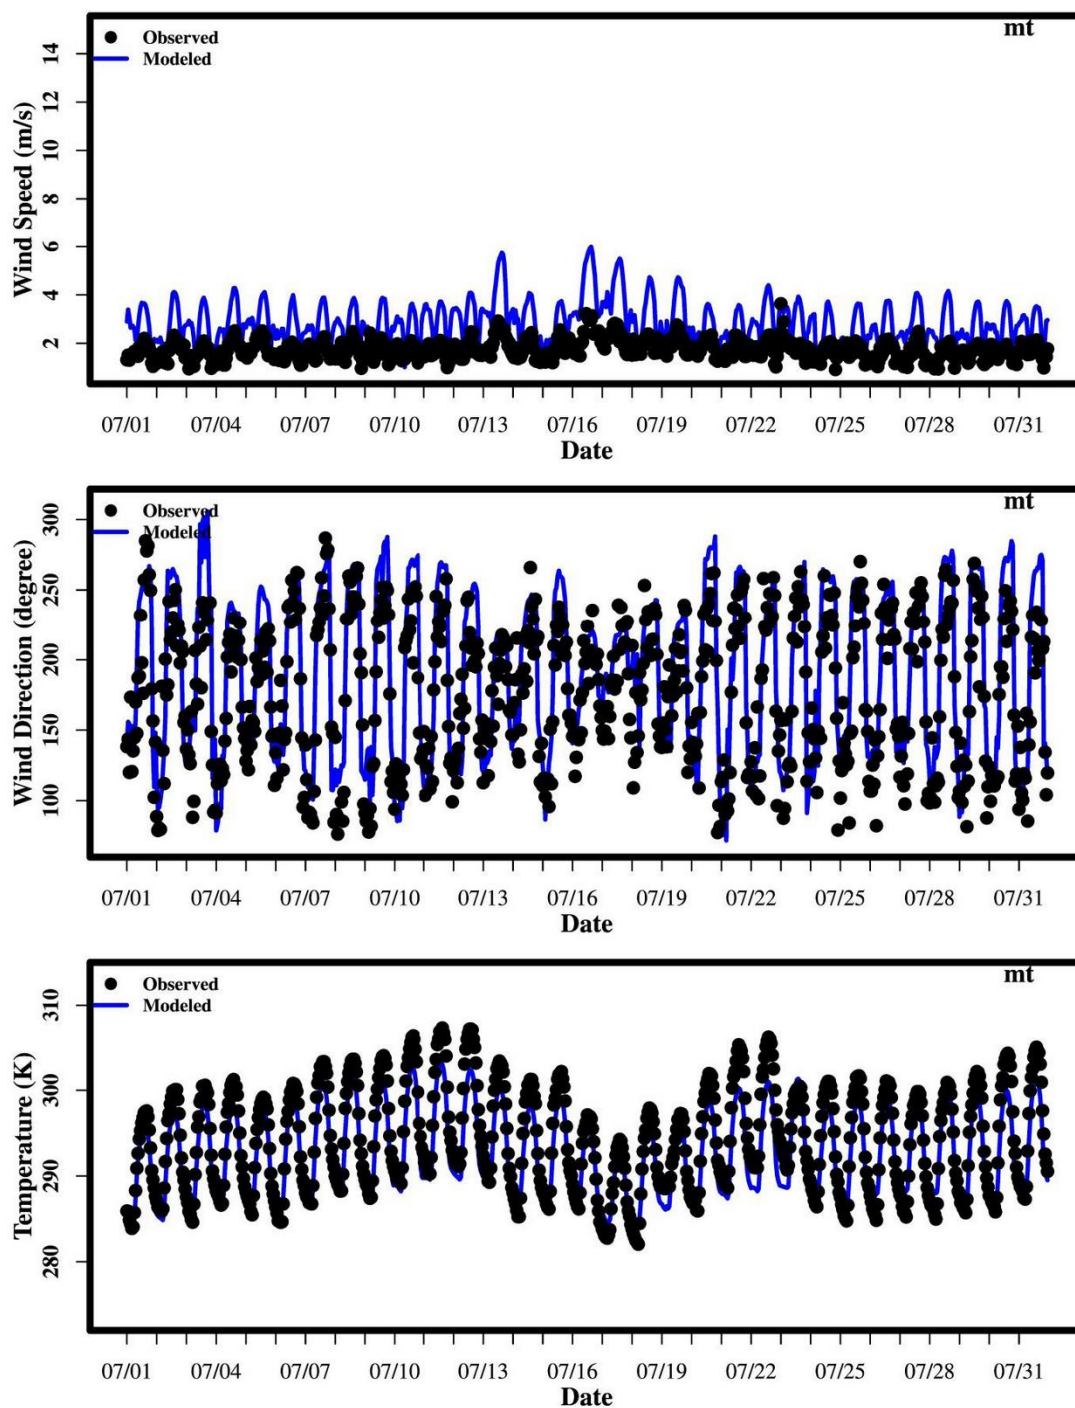 mt
Observed
Modeled
Wind Speed (m/s)
14
12
10
8
6
4
2
07/01 07/04 07/07 07/10 07/13 07/16 07/19 07/22 07/25 07/28 07/31
Date
mt
Observed
Modeled
Wind Direction (degree)
300
250
200
150
100
07/01 07/04 07/07 07/10 07/13 07/16 07/19 07/22 07/25 07/28 07/31
Date
mt
Observed
Modeled
Temperature (K)
310
300
290
280
07/01 07/04 07/07 07/10 07/13 07/16 07/19 07/22 07/25 07/28 07/31
Date